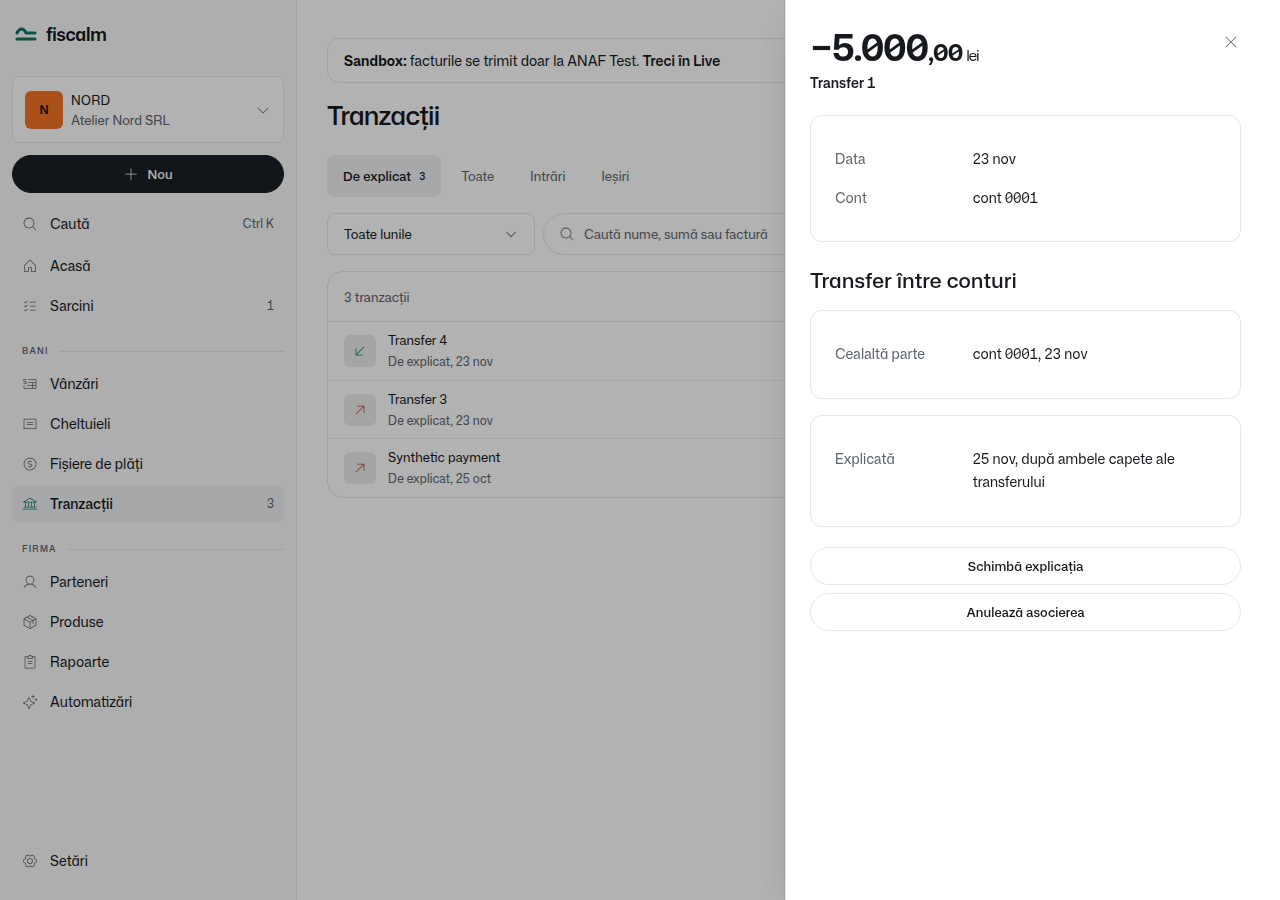 fiscalm
N
NORD
Atelier Nord SRL
Nou
Caută
Ctrl K
Acasă
Sarcini
1
BANI
Vânzări
Cheltuieli
Fișiere de plăți
Tranzacții
3
FIRMA
Parteneri
Produse
Rapoarte
Automatizări
Setări
Sandbox: facturile se trimit doar la ANAF Test. Treci în Live
Tranzacții
De explicat 3
Toate
Intrări
Ieșiri
Toate lunile
Caută nume, sumă sau factură
3 tranzacții
Transfer 4
De explicat, 23 nov
Transfer 3
De explicat, 23 nov
Synthetic payment
De explicat, 25 oct
−5.000,00 lei
Transfer 1
Data
23 nov
Cont
cont 0001
Transfer între conturi
Cealaltă parte
cont 0001, 23 nov
Explicată
25 nov, după ambele capete ale
transferului
Schimbă explicația
Anulează asocierea